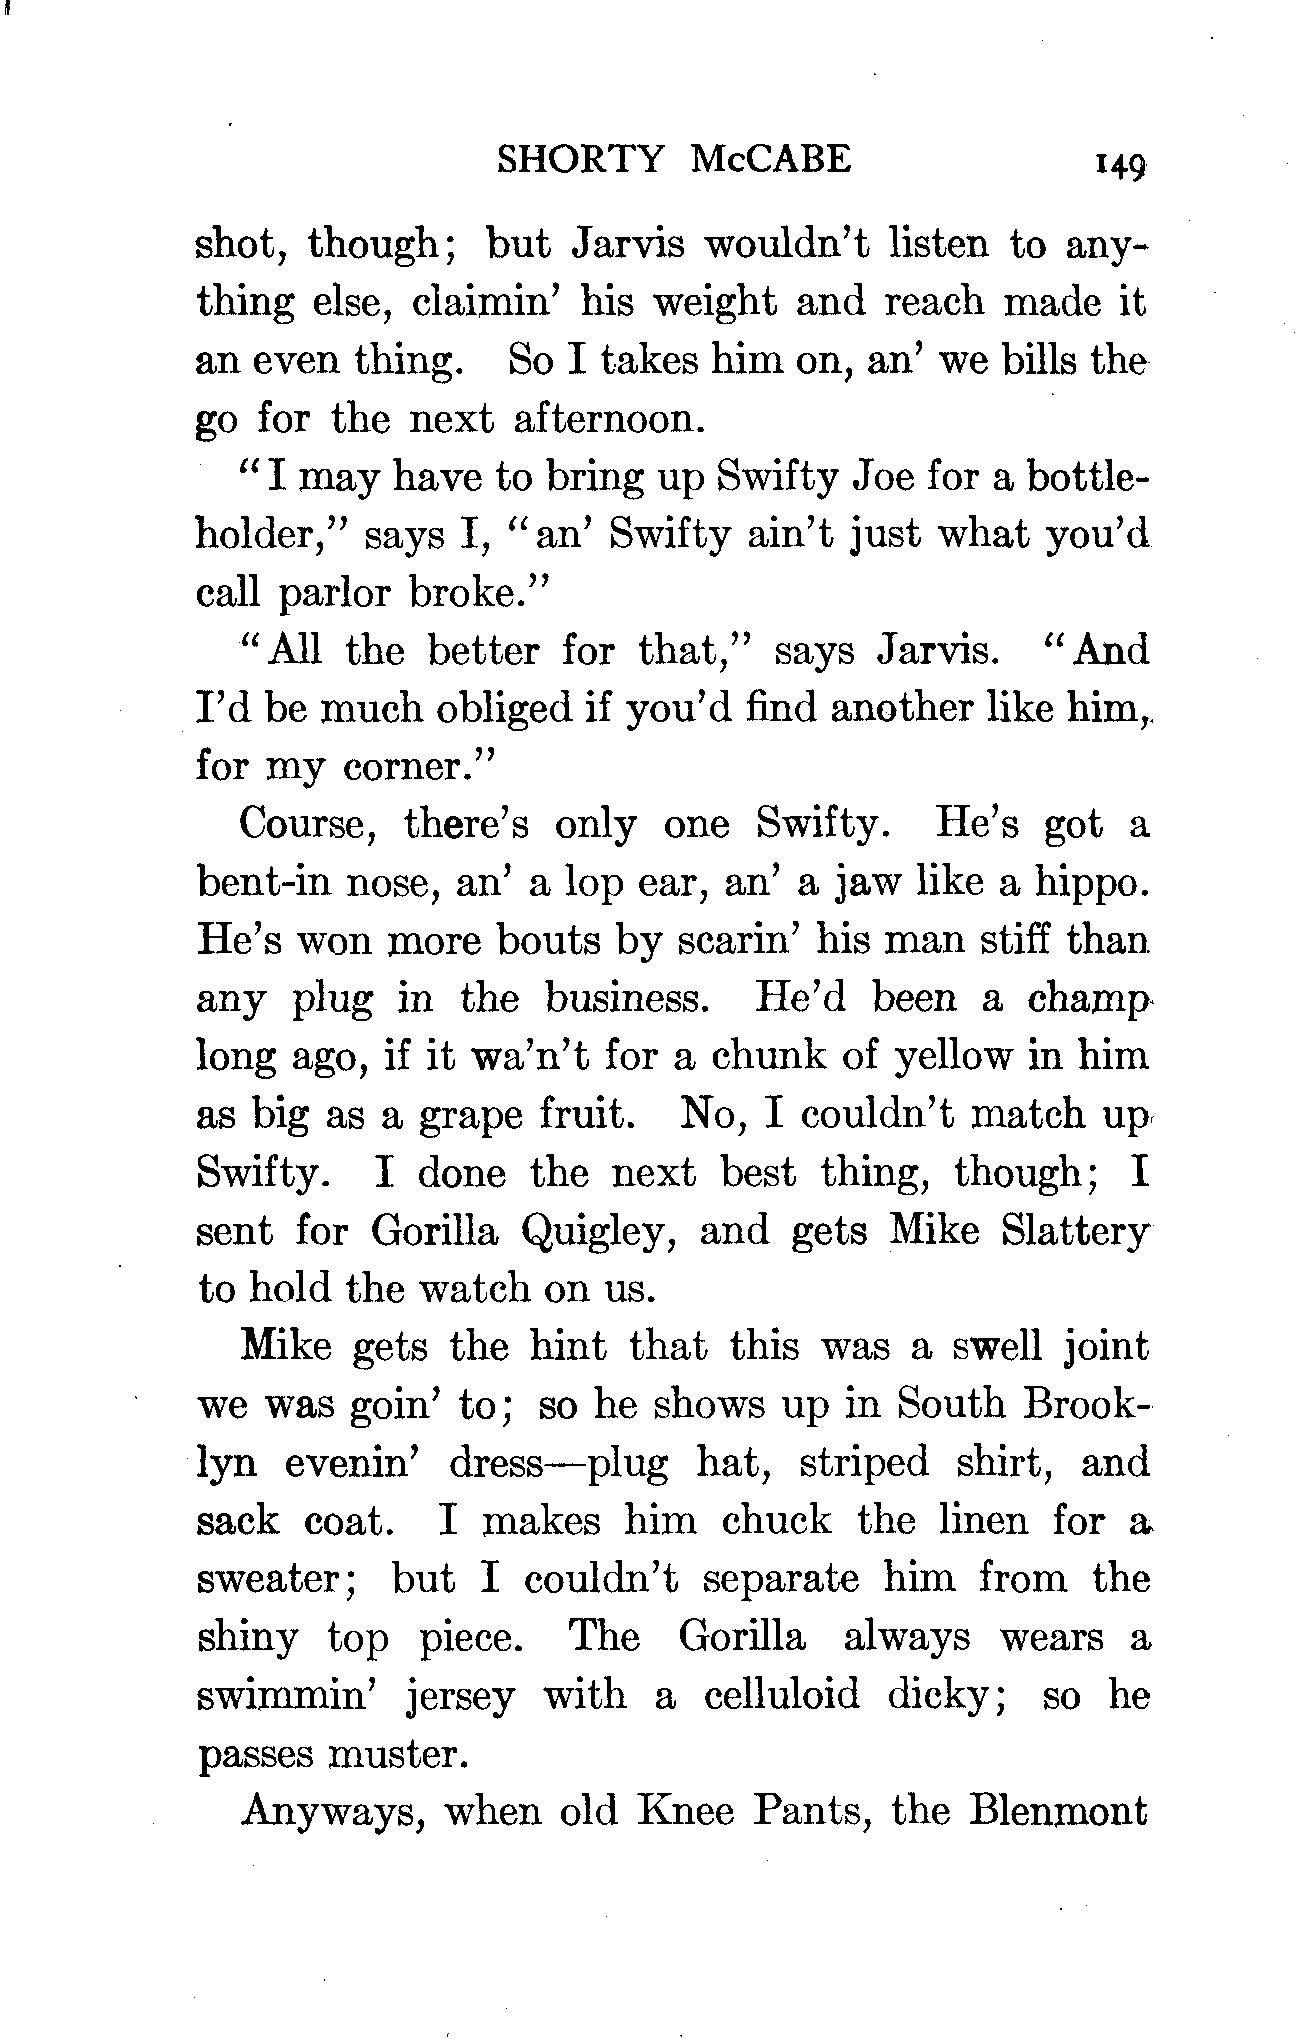 SHORTY McCABE 149
shot, though; but Jarvis wouldn't listen to any-
thing else, claimin' his weight and reach made it
an even thing. So I takes him on, an' we bills the
go for the next afternoon.
"I may have to bring up Swifty Joe for a bottle-
holder," says I, "an' Swifty ain't just what you'd
call parlor broke."
"All the better for that," says Jarvis. "And
I'd be much obliged if you'd find another like him,
for my corner."
Course, there's only one Swifty. He's got a
bent-in nose, an' a lop ear, an' a jaw like a hippo.
He's won more bouts by scarin' his man stiff than
any plug in the business. He'd been a champ
long ago, if it wa'n't for a chunk of yellow in him
as big as a grape fruit. No, I couldn't match up
Swifty. I done the next best thing, though; I
sent for Gorilla Quigley, and gets Mike Slattery
to hold the watch on us.
Mike gets the hint that this was a swell joint
we was goin' to; so he shows up in South Brook-
lyn evenin' dress—plug hat, striped shirt, and
sack coat. I makes him chuck the linen for a
sweater; but I couldn't separate him from the
shiny top piece. The Gorilla always wears a
swimmin' jersey with a celluloid dicky; so he
passes muster.
Anyways, when old Knee Pants, the Blenmont